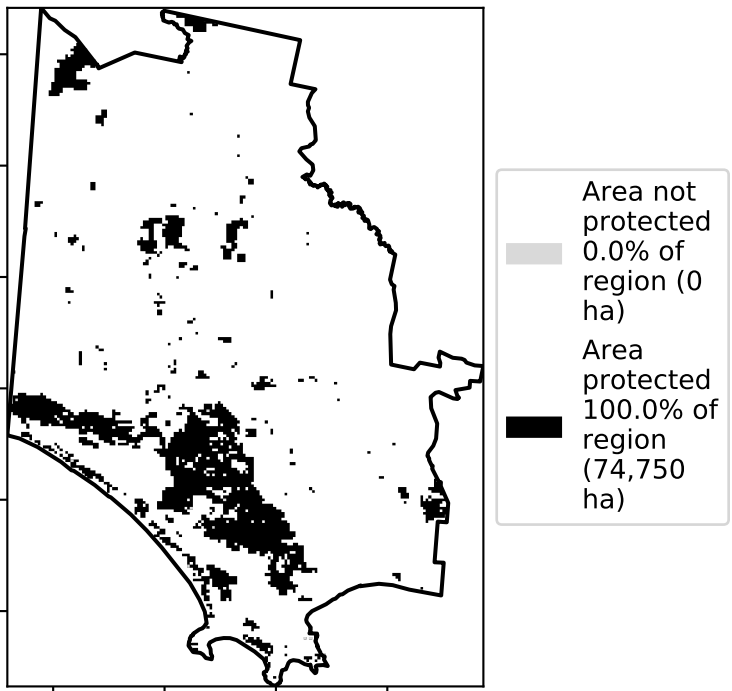 Area not
protected
0.0% of
region (0
ha)
Area
protected
100.0% of
region
(74,750
ha)